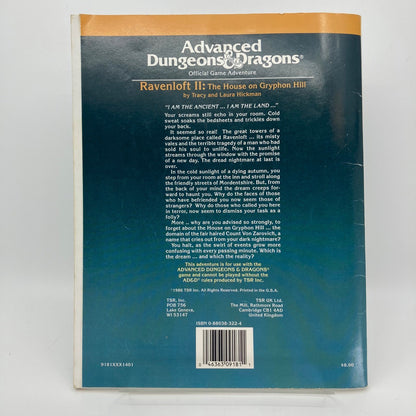 Advanced
Dungeons & Dragons®
Official Game Adventure
Ravenloft II: The House on Gryphon Hill
by Tracy and Laura Hickman
"I AM THE ANCIENT ... I AM THE LAND ..."
Your screams still echo in your room. Cold
sweat soaks the bedsheets and trickles down
your back.
It seemed so real! The great towers of a
darksome place called Ravenloft ... Its misty
vales and the terrible tragedy of a man who had
sold his soul to unlife. Now the sunlight
streams through the window with the promise
of a new day. The dread nightmare at last is
over.
In the cold sunlight of a dying autumn, you
step from your room at the inn and stroll along
the friendly streets of Mordentshire. But, from
the back of your mind the dream creeps for-
ward to haunt you. Why do the faces of those
who have befriended you now seem those of
strangers? Why do those who called you here
in terror, now seem to dismiss your task as a
folly?
More .. why are you advised so strongly, to
forget about the House on Gryphon Hill ... the
domain of the fair haired Count Von Zarovich, a
name that cries out from your dark nightmare?
You halt, as the swirl of events grow more
confusing with every passing minute. Which is
the dream ... and which the reality?
This adventure is for use with the
ADVANCED DUNGEONS & DRAGONS®
game and cannot be played without the
AD&D® rules produced by TSR Inc.
©1986 TSR Inc. All Rights Reserved. Printed in the U.S.A.
TSR, Inc.
POB 756
Lake Geneva,
WI 53147
TSR UK Ltd.
The Mill, Rathmore Road
Cambridge CB1 4AD
United Kingdom
ISBN 0-88038-322-4
0 46363 09181 1
9181XXX1401